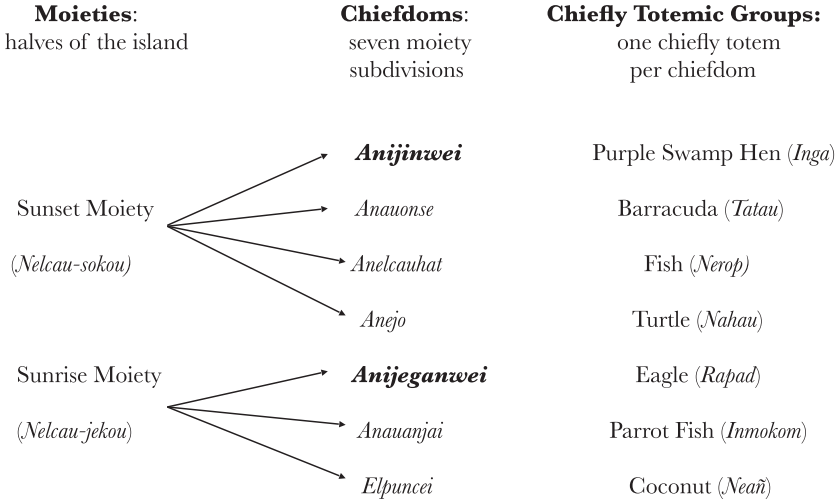 Moieties: Chiefdoms: Chiefly Totemic Groups:
halves of the island seven moiety one chiefly totem
subdivisions per chiefdom
Anijinwei Purple Swamp Hen (Inga)
Sunset Moiety Anauonse Barracuda (Tatau)
(Nelcau-sokou) Anelcauhat Fish (Nerop)
Anejo Turtle (Nahau)
Sunrise Moiety Anijeganwei Eagle (Rapad)
(Nelcau-jekou) Anauanjai Parrot Fish (Inmokom)
Elpuncei Coconut (Neañ)